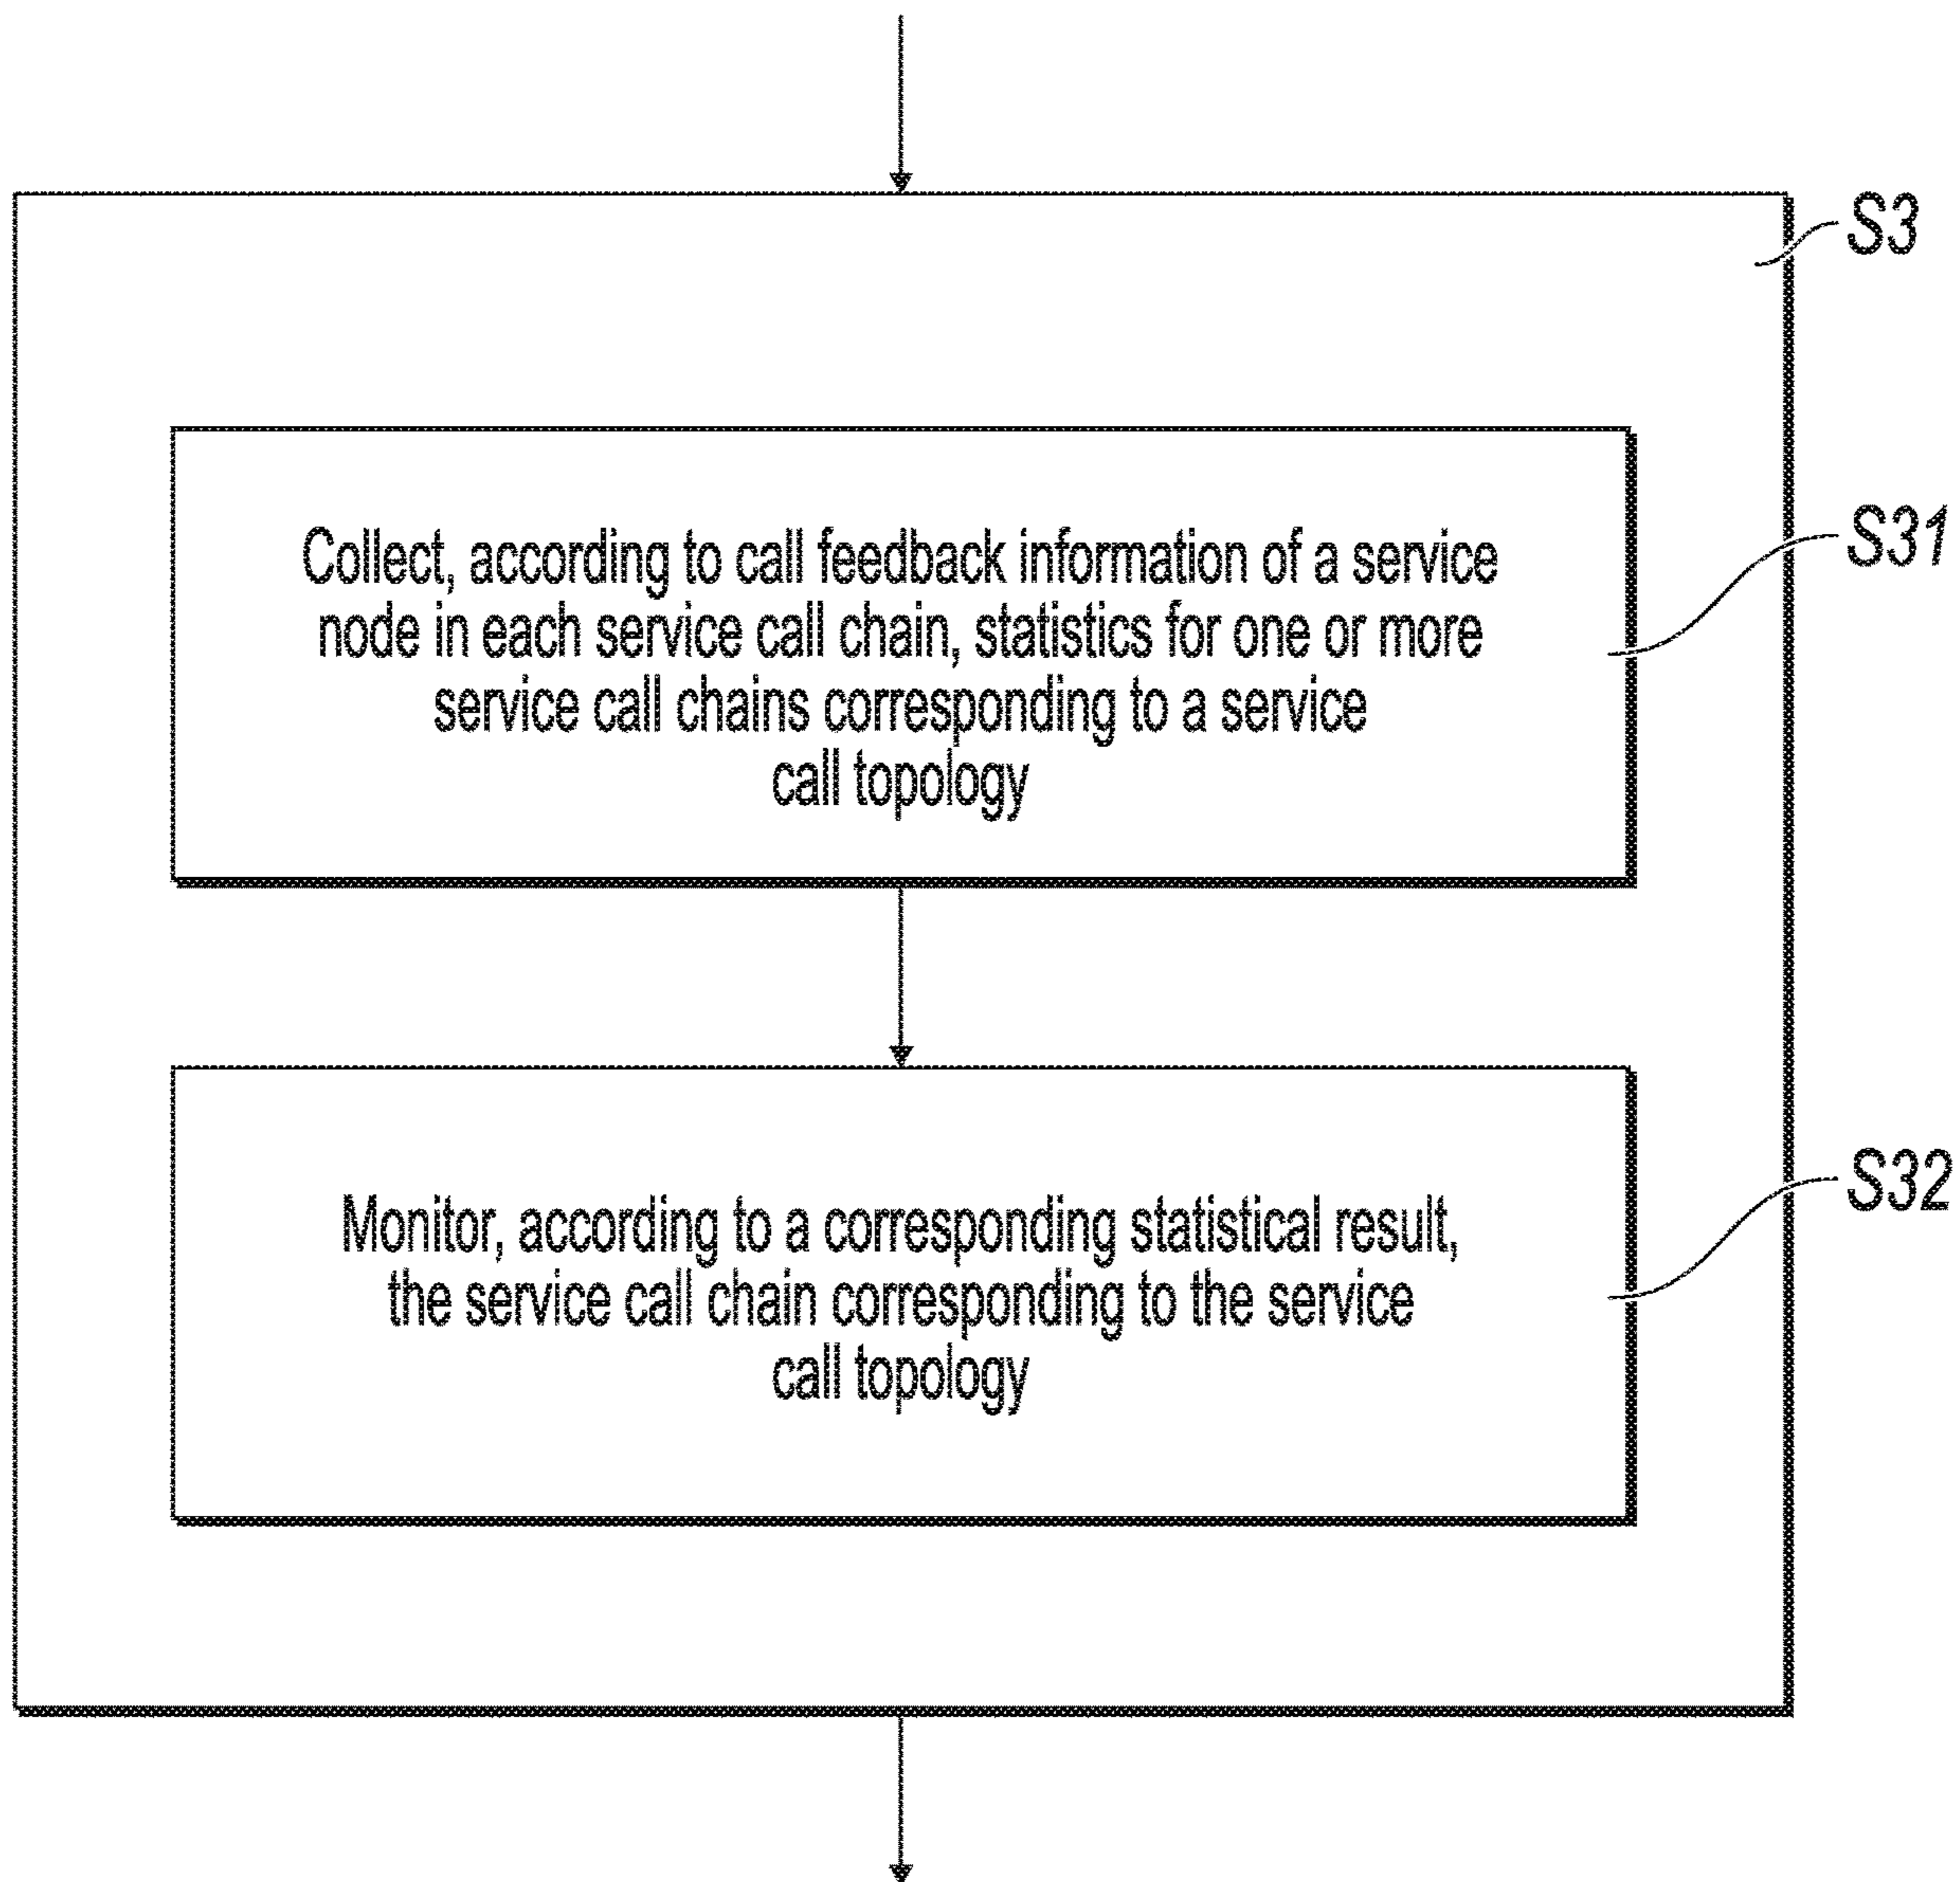 S3
Collect, according to call feedback information of a service
node in each service call chain, statistics for one or more
service call chains corresponding to a service
call topology
S31
Monitor, according to a corresponding statistical result,
the service call chain corresponding to the service
call topology
S32